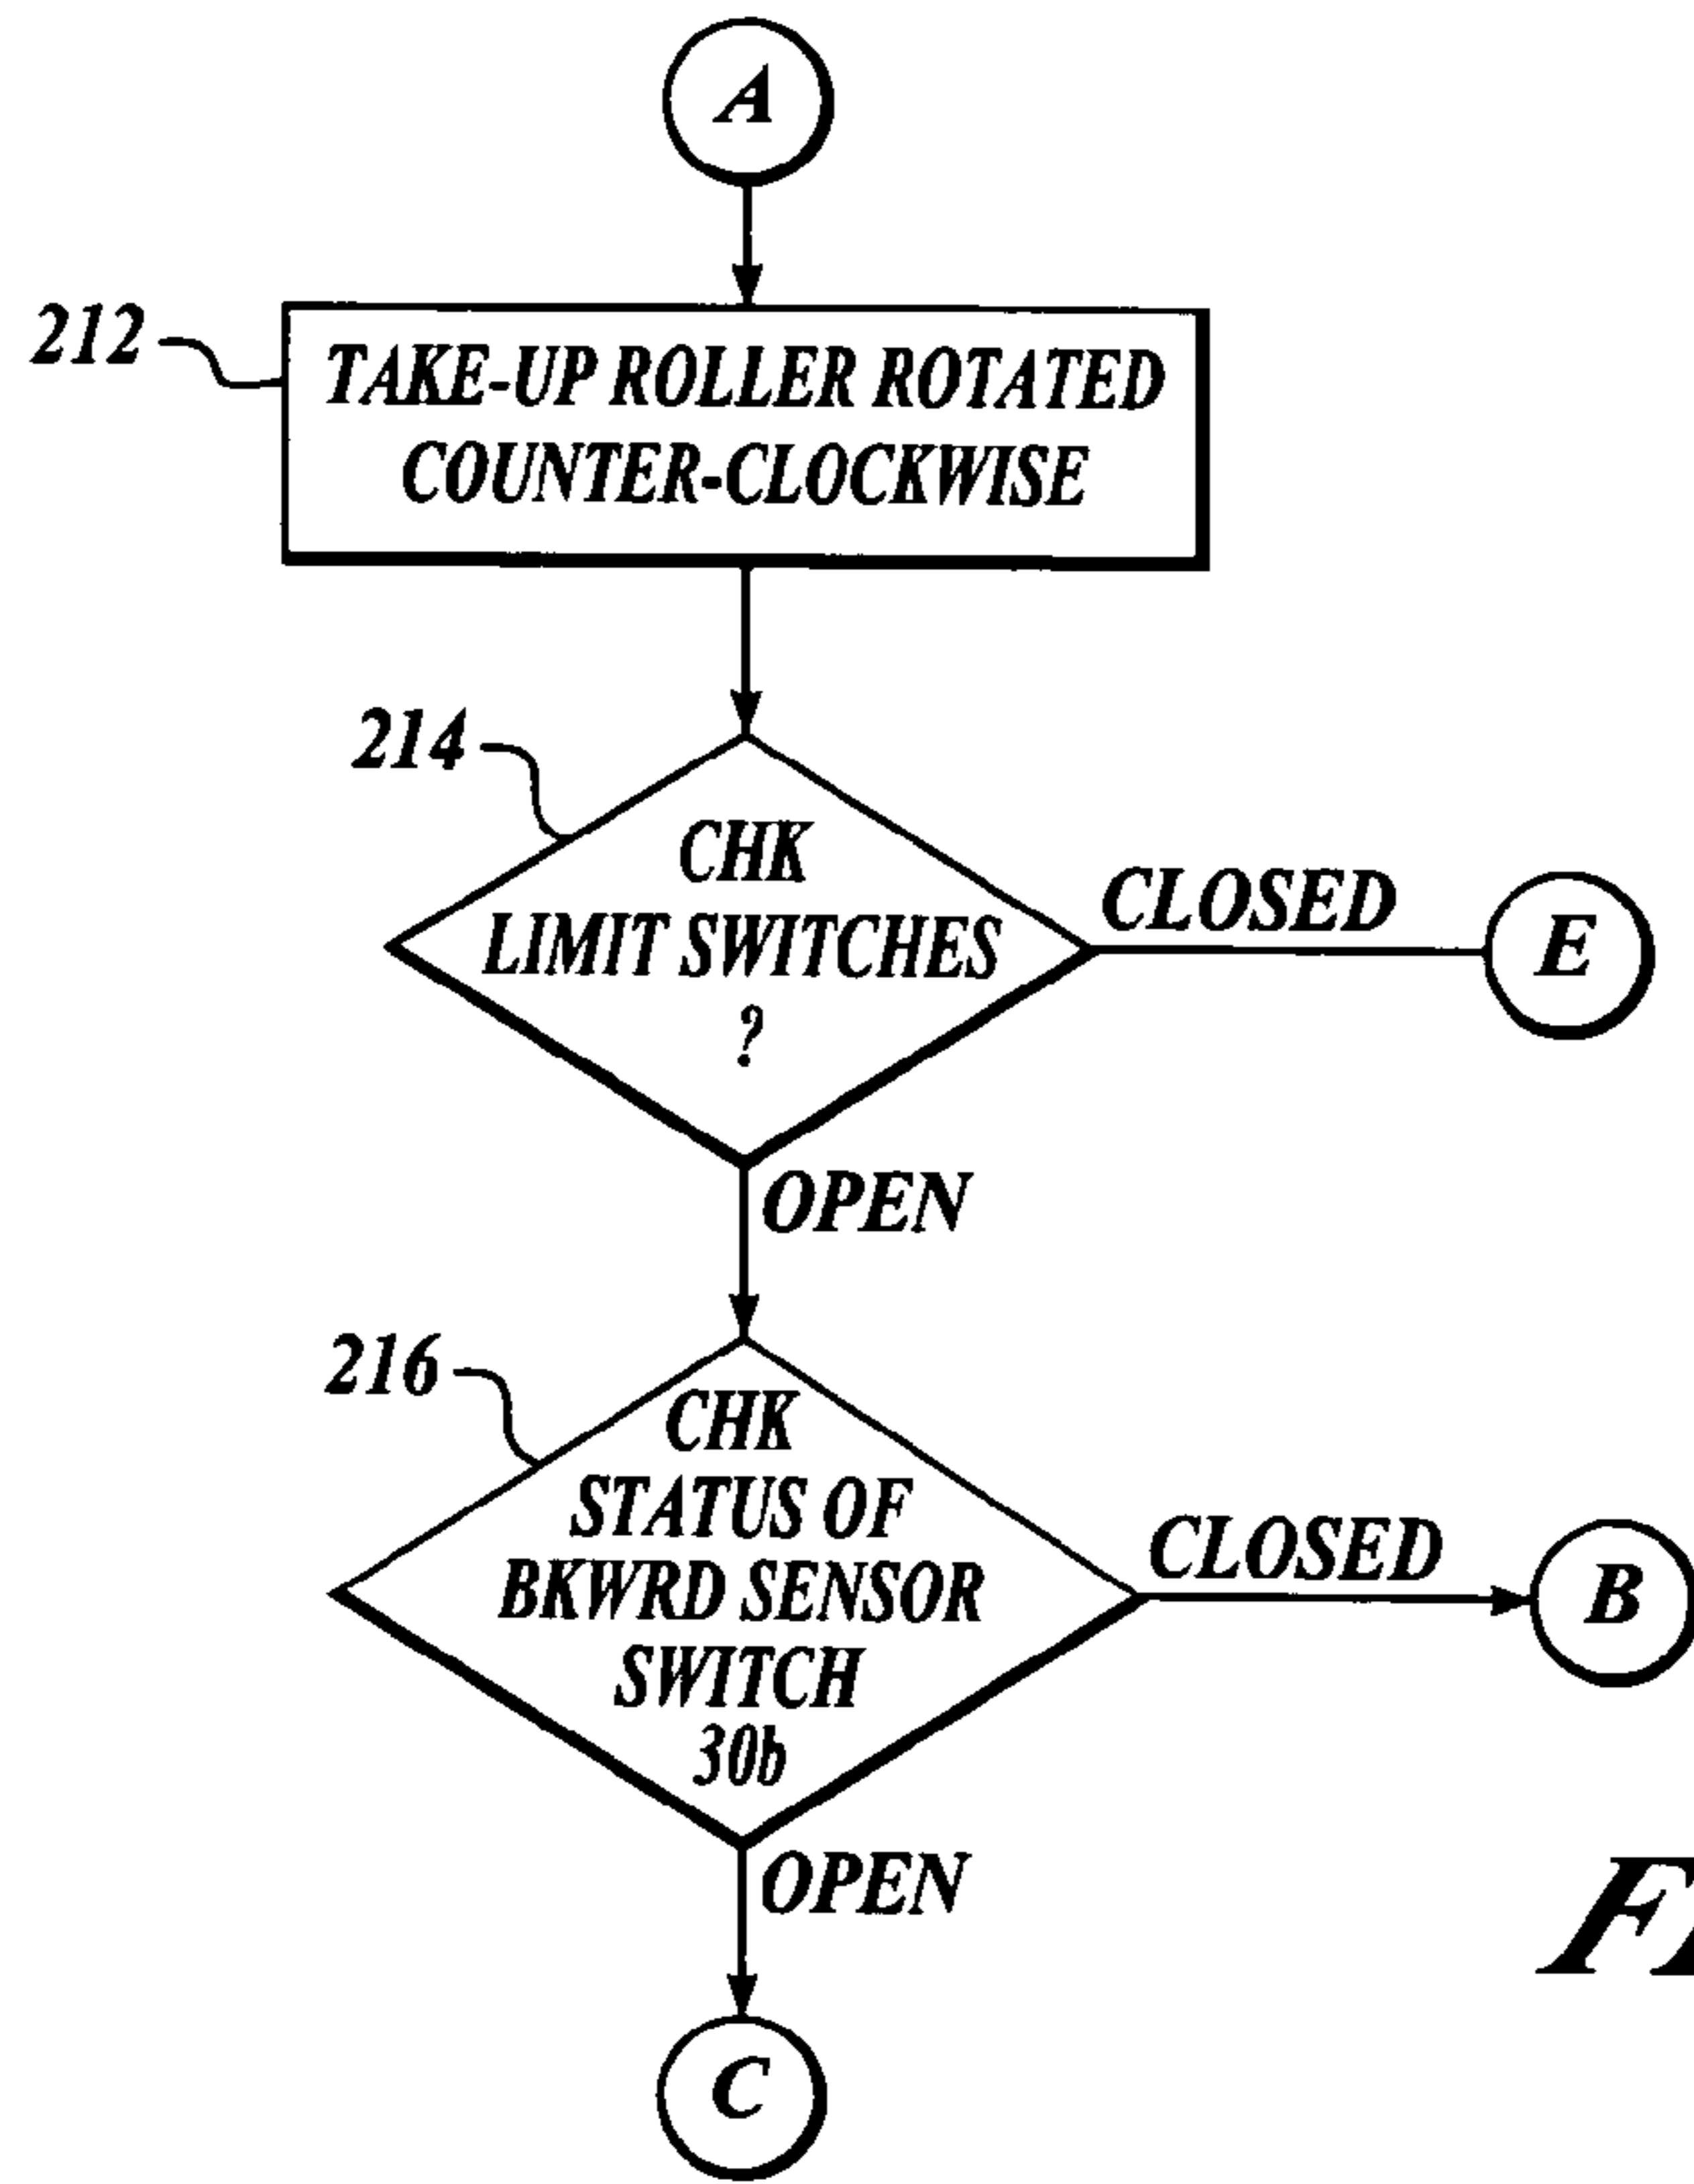 A
212
TAKE-UP ROLLER ROTATED
COUNTER-CLOCKWISE
214
CHK
LIMIT SWITCHES
?
CLOSED
E
OPEN
216
CHK
STATUS OF
BKWRD SENSOR
SWITCH
30b
CLOSED
B
OPEN
C